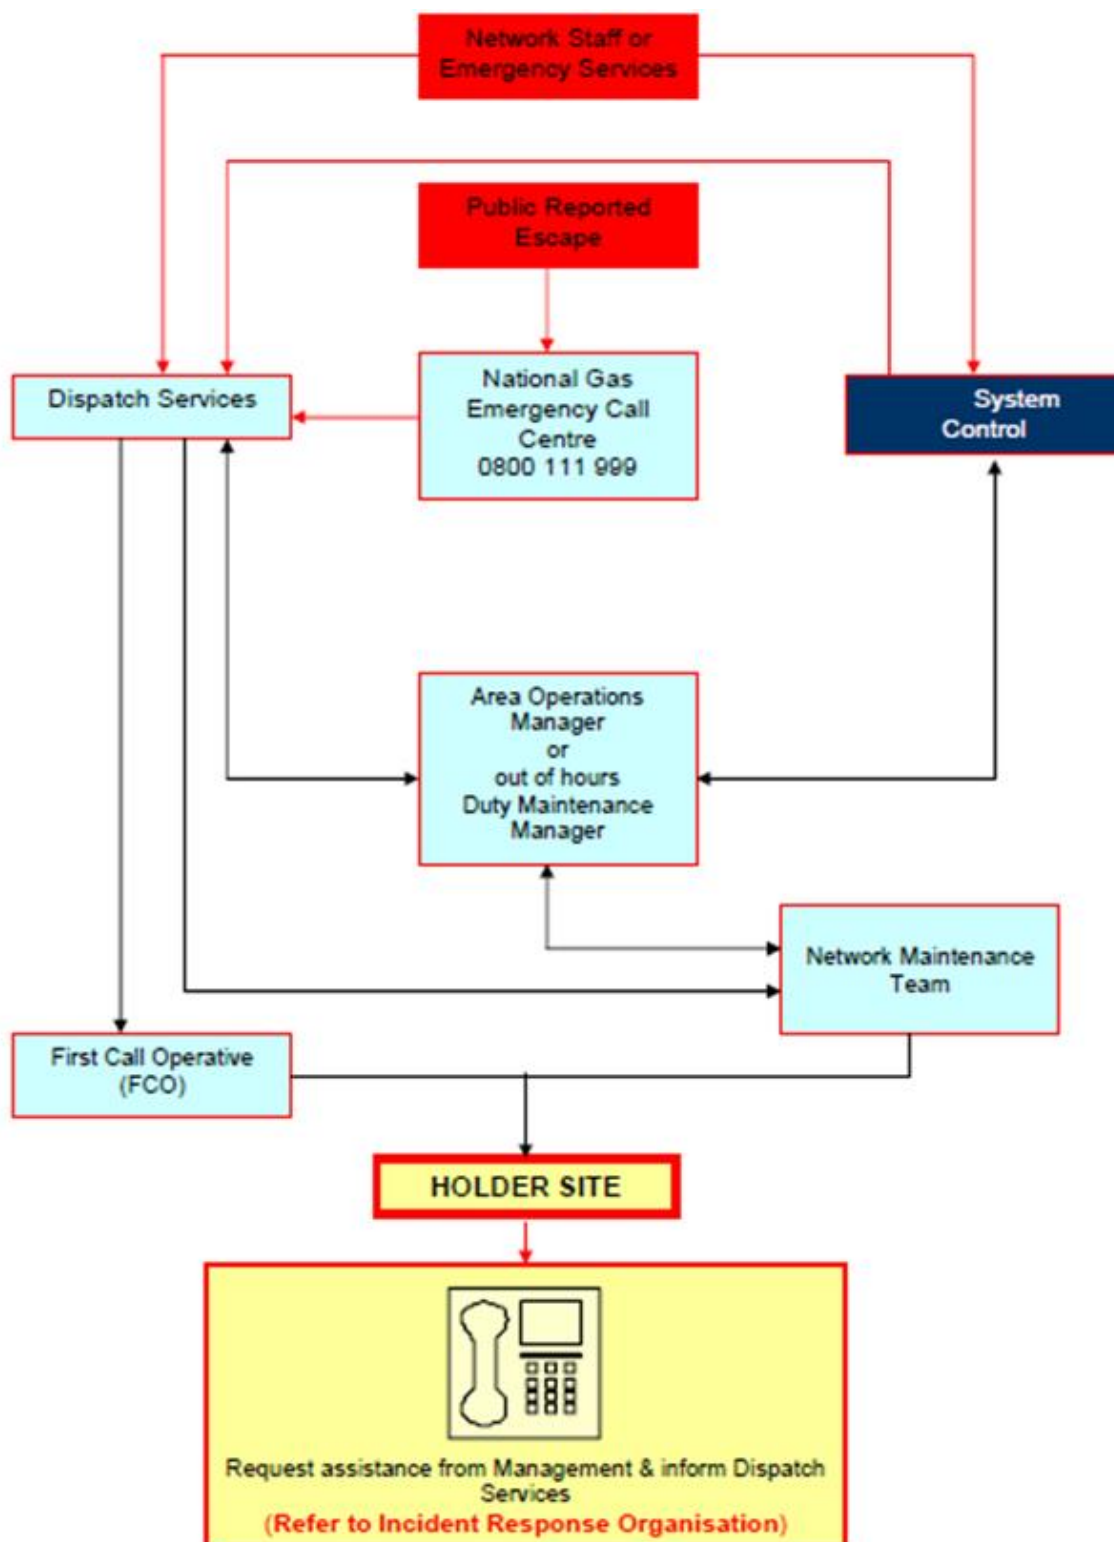 Network Staff or
Emergency Services
Public Reported
Escape
Dispatch Services
National Gas
Emergency Call
Centre
0800 111 999
System
Control
Area Operations
Manager
or
out of hours
Duty Maintenance
Manager
Network Maintenance
Team
First Call Operative
(FCO)
HOLDER SITE
Request assistance from Management & inform Dispatch
Services
(Refer to Incident Response Organisation)